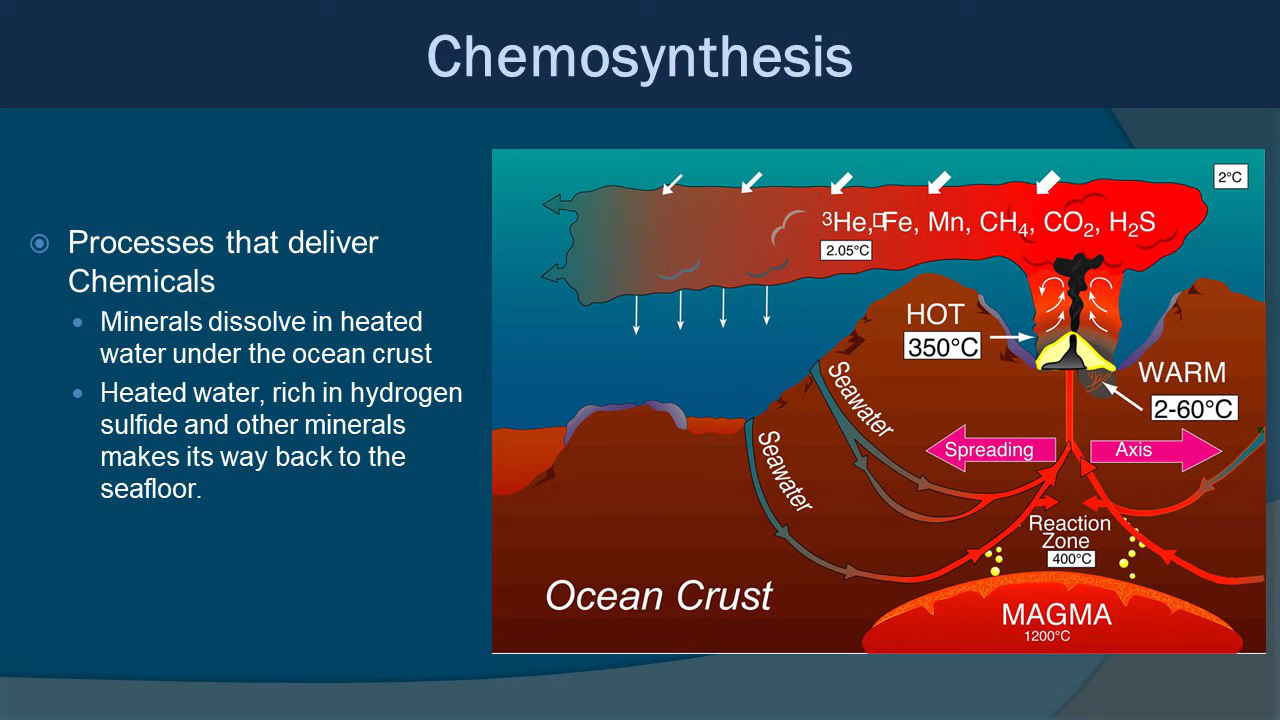 Chemosynthesis
Processes that deliver
Chemicals
Minerals dissolve in heated
water under the ocean crust
Heated water, rich in hydrogen
sulfide and other minerals
makes its way back to the
seafloor.
2°C
³He,□Fe, Mn, CH₄, CO₂, H₂S
2.05°C
HOT
350°C
WARM
2-60°C
Seawater
Seawater
Spreading
Axis
Reaction
Zone
400°C
Ocean Crust
MAGMA
1200°C